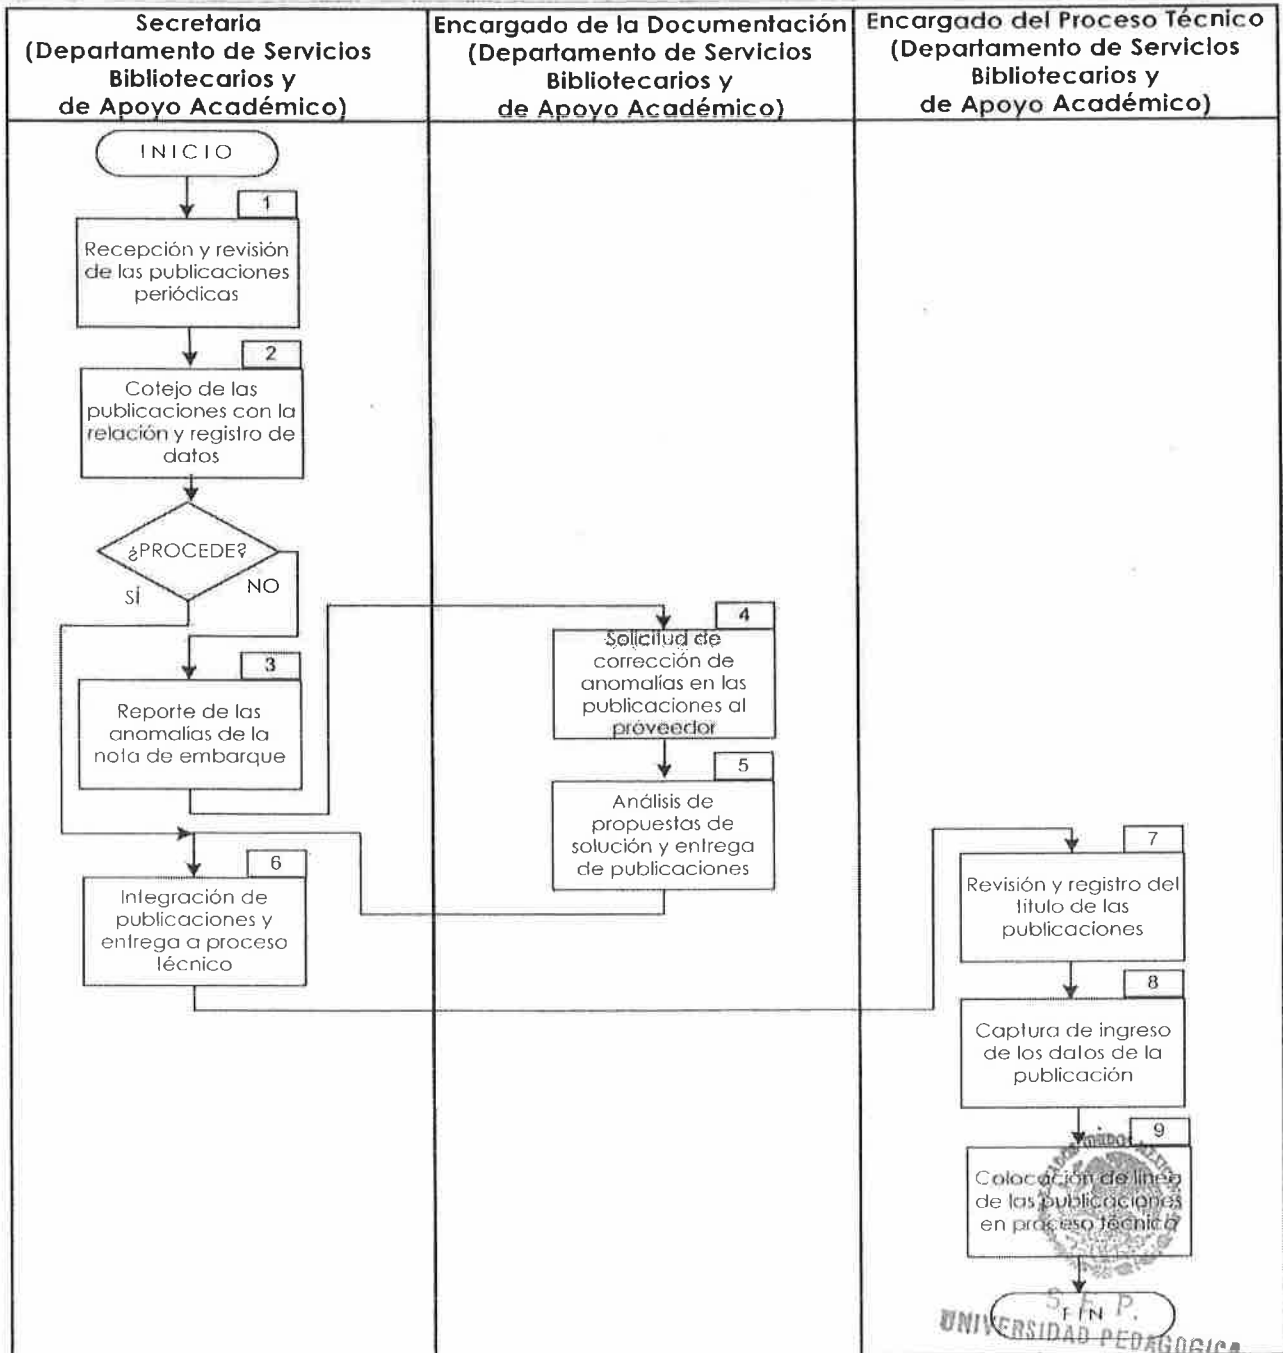 Secretaria
(Departamento de Servicios
Bibliotecarios y
de Apoyo Académico)
Encargado de la Documentación
(Departamento de Servicios
Bibliotecarios y
de Apoyo Académico)
Encargado del Proceso Técnico
(Departamento de Servicios
Bibliotecarios y
de Apoyo Académico)
INICIO
1
Recepción y revisión
de las publicaciones
periódicas
2
Cotejo de las
publicaciones con la
relación y registro de
datos
¿PROCEDE?
SÍ
NO
3
Reporte de las
anomalías de la
nota de embarque
4
Solicitud de
corrección de
anomalías en las
publicaciones al
proveedor
5
Análisis de
propuestas de
solución y entrega
de publicaciones
6
Integración de
publicaciones y
entrega a proceso
técnico
7
Revisión y registro del
título de las
publicaciones
8
Captura de ingreso
de los datos de la
publicación
9
Colocación de línea
de las publicaciones
en proceso técnico
FIN
S. E. P.
UNIVERSIDAD PEDAGOGICA